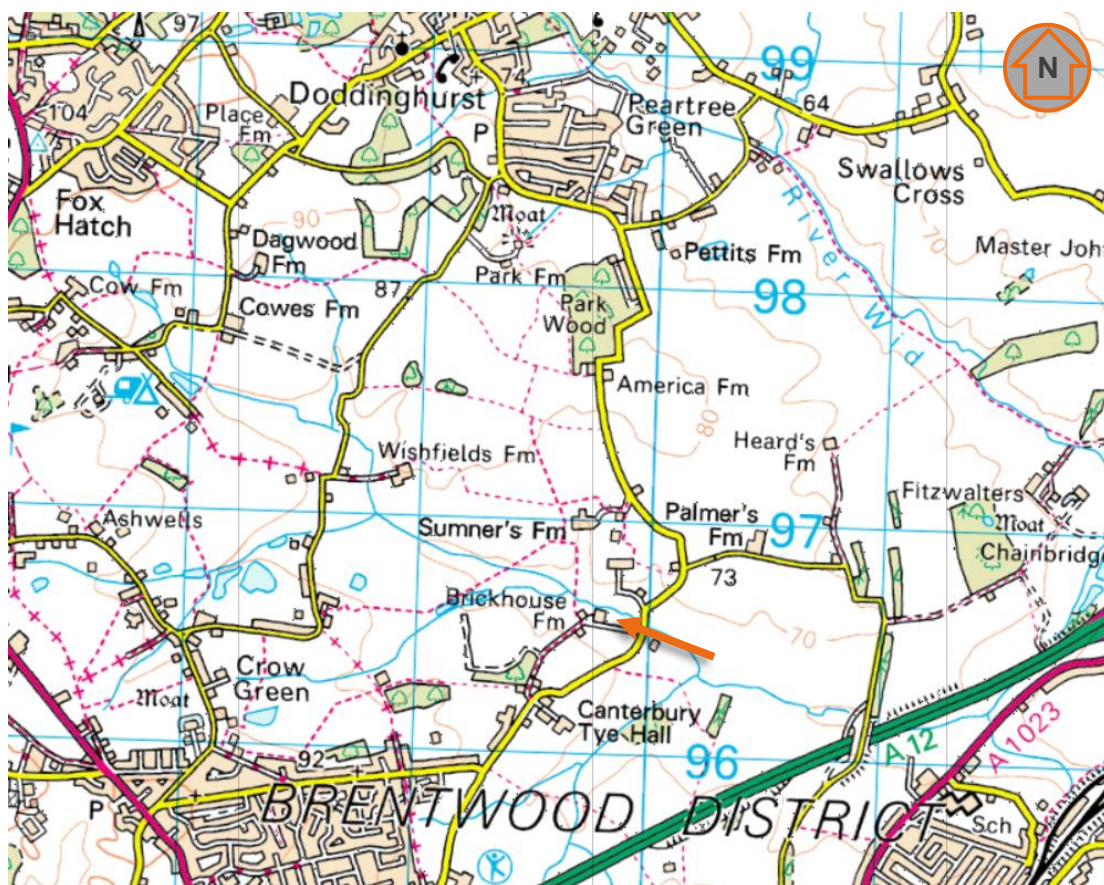 97
99
N
74
Doddinghurst
Peartree
Green
64
104
Place
Fm
P
Swallows
Cross
Fox
Hatch
90
Moat
River Wid
70
Dagwood
Fm
Pettits Fm
Master Joh
Park Fm
Cow Fm
87
98
Cowes Fm
Park
Wood
America Fm
80
Heard's
Fm
Wishfields Fm
Fitzwalters
Ashwells
Sumner's Fm
Palmer's
Fm
97
Moat
Chainbridge
73
Brickhouse
Fm
70
Crow
Green
Moat
Canterbury
Tye Hall
96
A 12
A 1023
92
P
BRENTWOOD DISTRICT
Sch